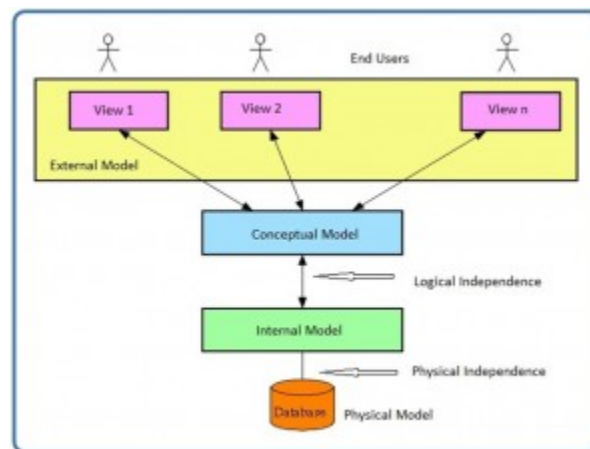 End Users
View 1
View 2
View n
External Model
Conceptual Model
Logical Independence
Internal Model
Physical Independence
Database
Physical Model